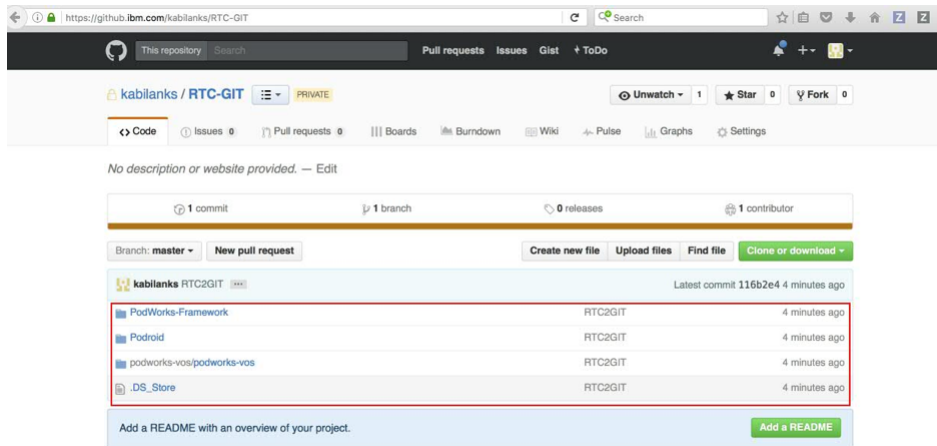 https://github.ibm.com/kabilanks/RTC-GIT Search
This repository Search Pull requests Issues Gist + ToDo
kabilanks / RTC-GIT PRIVATE Unwatch 1 Star 0 Fork 0
Code Issues 0 Pull requests 0 Boards Burndown Wiki Pulse Graphs Settings
No description or website provided. — Edit
1 commit 1 branch 0 releases 1 contributor
Branch: master New pull request Create new file Upload files Find file Clone or download
kabilanks RTC2GIT ... Latest commit 116b2e4 4 minutes ago
PodWorks-Framework RTC2GIT 4 minutes ago
Podroid RTC2GIT 4 minutes ago
podworks-vos/podworks-vos RTC2GIT 4 minutes ago
.DS_Store RTC2GIT 4 minutes ago
Add a README with an overview of your project. Add a README